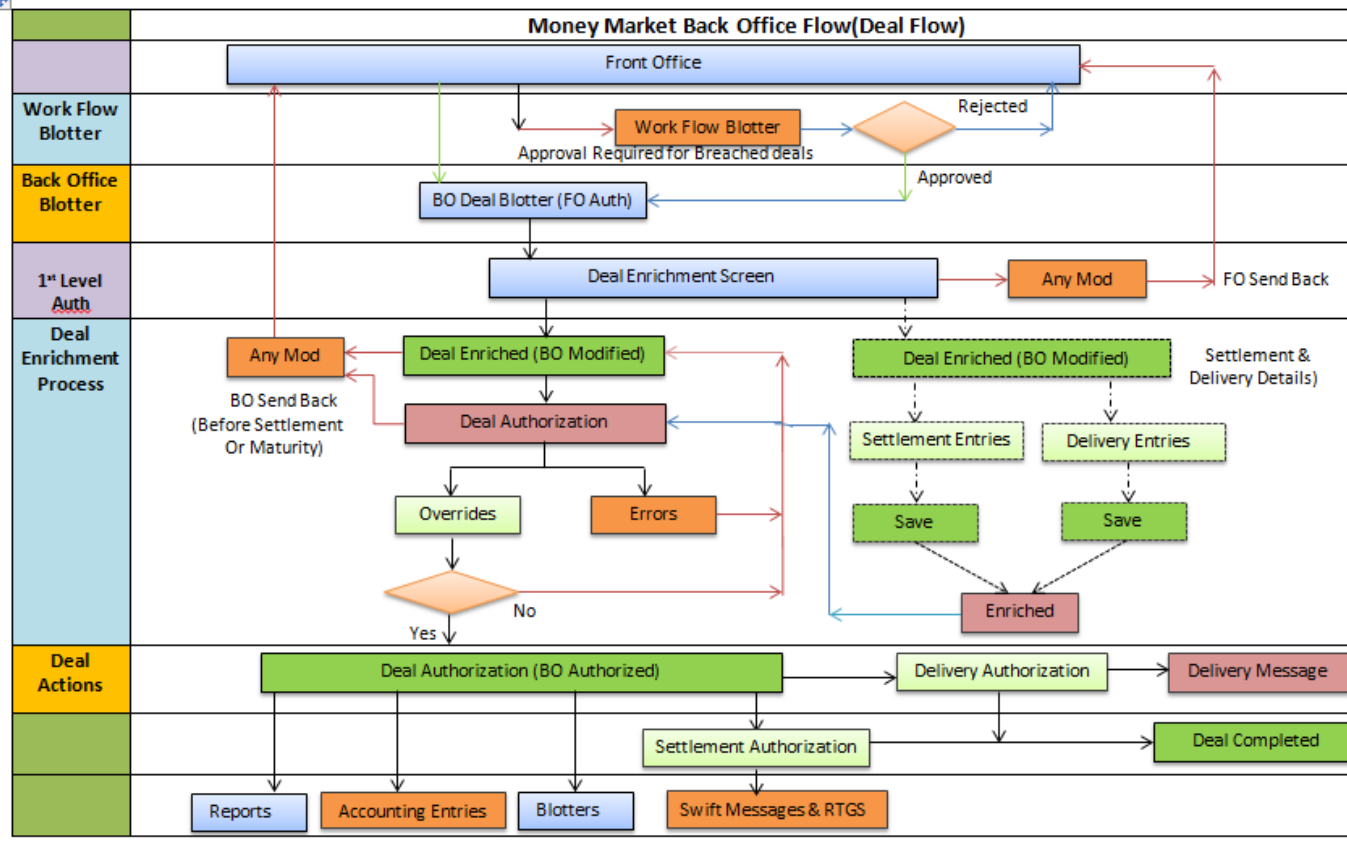 Money Market Back Office Flow(Deal Flow)
Front Office
Work Flow
Blotter
Rejected
Work Flow Blotter
Approval Required for Breached deals
Back Office
Blotter
Approved
BO Deal Blotter (FO Auth)
1st Level
Auth
Deal Enrichment Screen
Any Mod
FO Send Back
Deal
Enrichment
Process
Any Mod
Deal Enriched (BO Modified)
Deal Enriched (BO Modified)
Settlement &
Delivery Details)
BO Send Back
(Before Settlement
Or Maturity)
Deal Authorization
Settlement Entries
Delivery Entries
Overrides
Errors
Save
Save
No
Enriched
Yes
Deal
Actions
Deal Authorization (BO Authorized)
Delivery Authorization
Delivery Message
Settlement Authorization
Deal Completed
Reports
Accounting Entries
Blotters
Swift Messages & RTGS